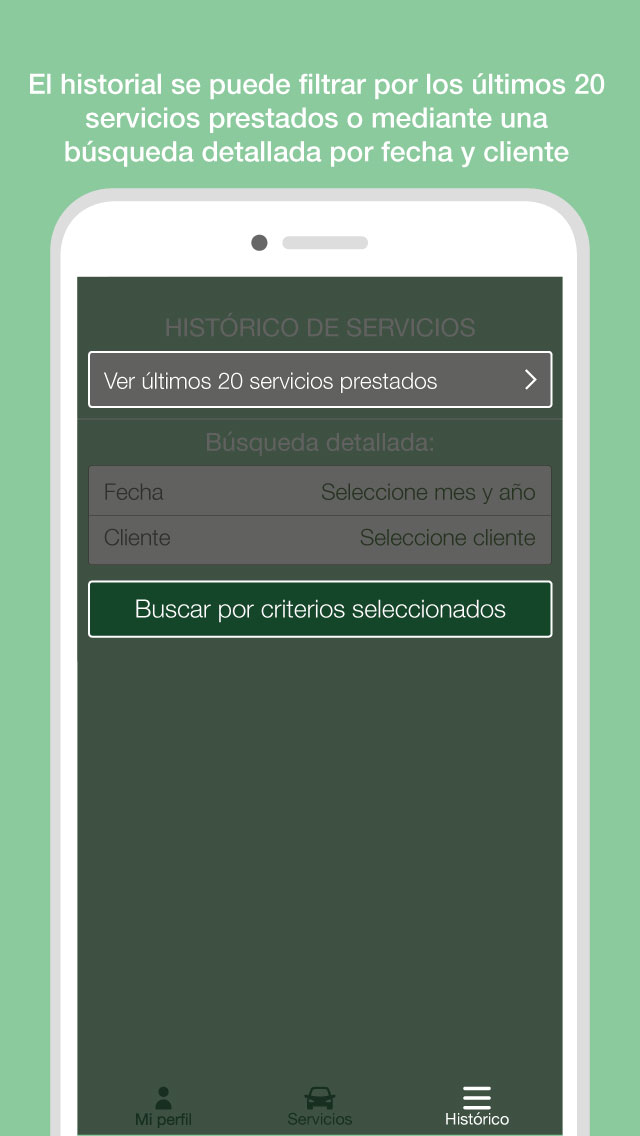 El historial se puede filtrar por los últimos 20
servicios prestados o mediante una
búsqueda detallada por fecha y cliente
HISTÓRICO DE SERVICIOS
Ver últimos 20 servicios prestados
Búsqueda detallada:
Fecha Seleccione mes y año
Cliente Seleccione cliente
Buscar por criterios seleccionados
Mi perfil Servicios Histórico